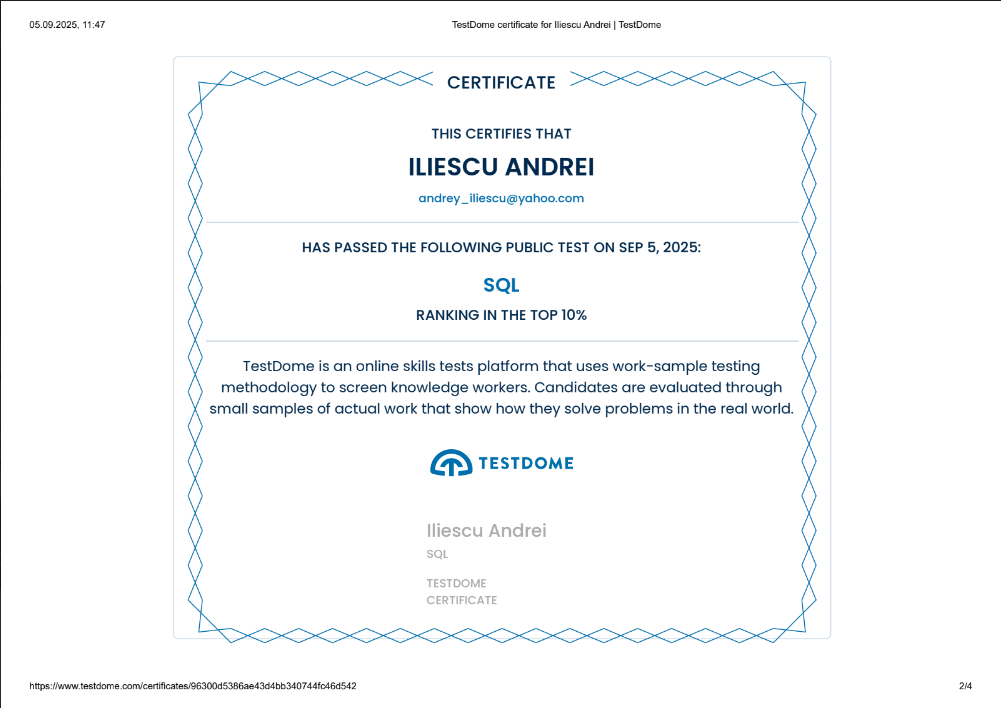 05.09.2025, 11:47
TestDome certificate for Iliescu Andrei | TestDome
CERTIFICATE
THIS CERTIFIES THAT
ILIESCU ANDREI
andrey_iliescu@yahoo.com
HAS PASSED THE FOLLOWING PUBLIC TEST ON SEP 5, 2025:
SQL
RANKING IN THE TOP 10%
TestDome is an online skills tests platform that uses work-sample testing
methodology to screen knowledge workers. Candidates are evaluated through
small samples of actual work that show how they solve problems in the real world.
TESTDOME
Iliescu Andrei
SQL
TESTDOME
CERTIFICATE
https://www.testdome.com/certificates/96300d5386ae43d4bb340744fc46d542
2/4